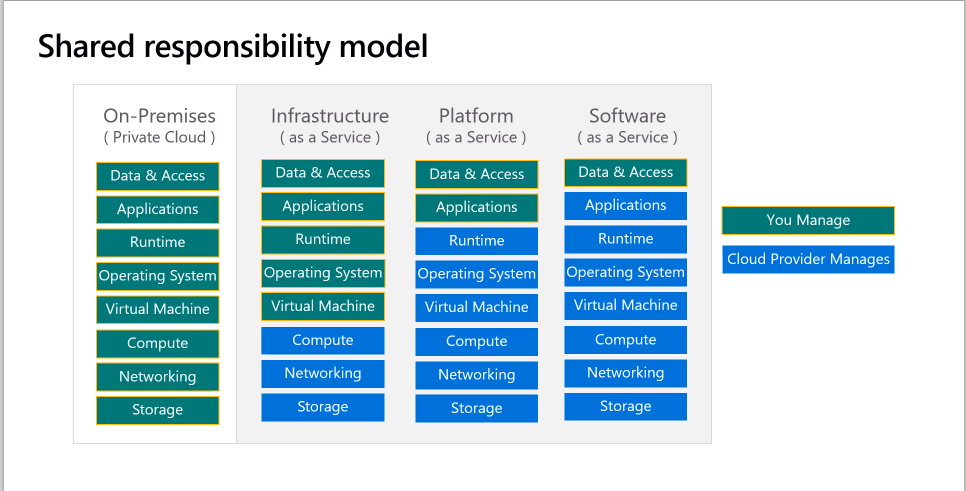 Shared responsibility model
On-Premises
( Private Cloud )
Data & Access
Applications
Runtime
Operating System
Virtual Machine
Compute
Networking
Storage
Infrastructure
( as a Service )
Data & Access
Applications
Runtime
Operating System
Virtual Machine
Compute
Networking
Storage
Platform
( as a Service )
Data & Access
Applications
Runtime
Operating System
Virtual Machine
Compute
Networking
Storage
Software
( as a Service )
Data & Access
Applications
Runtime
Operating System
Virtual Machine
Compute
Networking
Storage
You Manage
Cloud Provider Manages